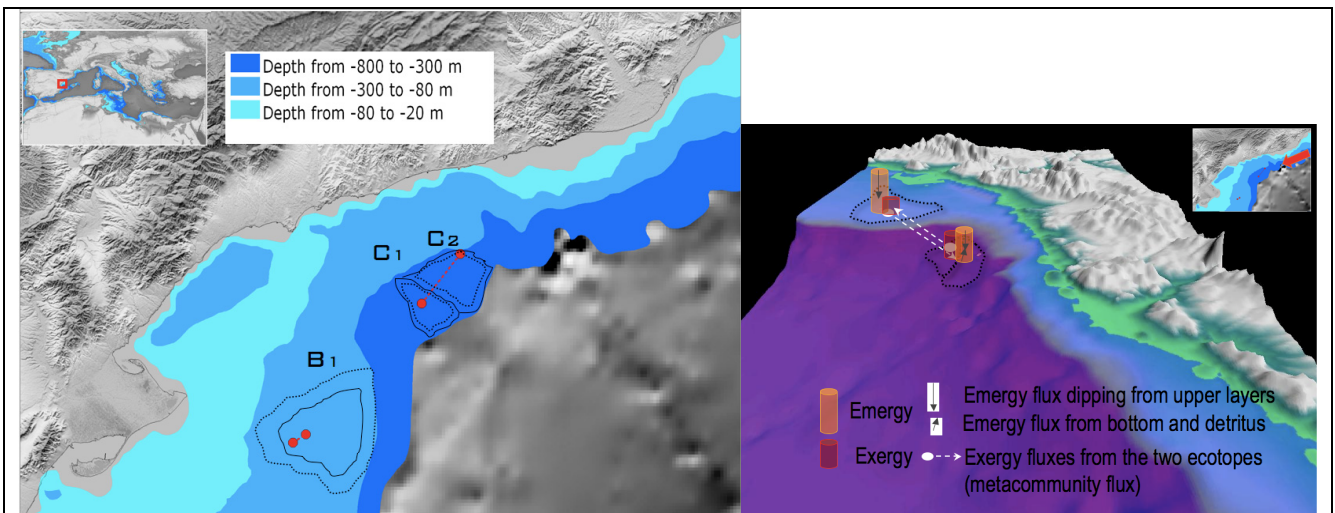 Depth from -800 to -300 m
Depth from -300 to -80 m
Depth from -80 to -20 m
C1
C2
B1
Emergy
Emergy flux dipping from upper layers
Emergy flux from bottom and detritus
Exergy
Exergy fluxes from the two ecotopes
(metacommunity flux)